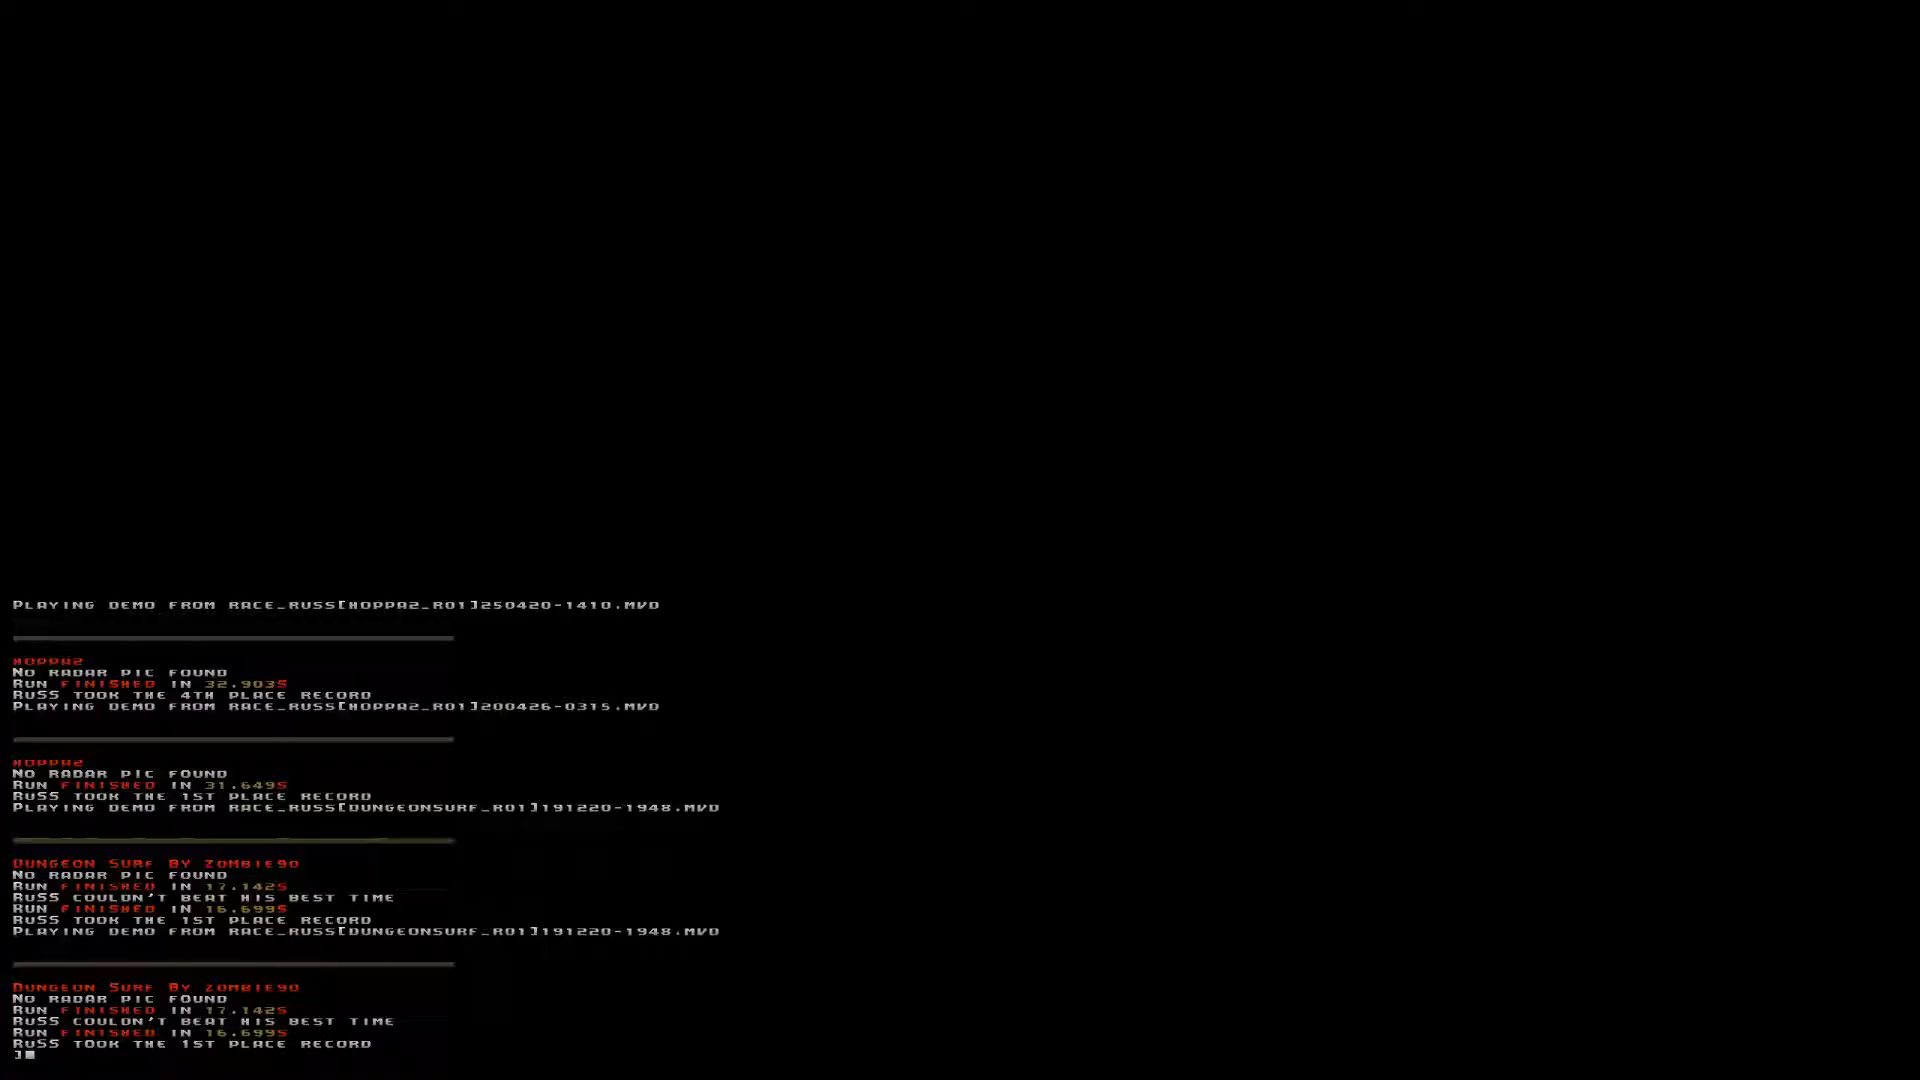 PLAYING DEMO FROM RACE_RUSS[HOPPA2_R01]250420-1410.MVD
HOPPA2
NO RADAR PIC FOUND
RUN FINISHED IN 32.903S
RUSS TOOK THE 4TH PLACE RECORD
PLAYING DEMO FROM RACE_RUSS[HOPPA2_R01]200426-0315.MVD
HOPPA2
NO RADAR PIC FOUND
RUN FINISHED IN 31.649S
RUSS TOOK THE 1ST PLACE RECORD
PLAYING DEMO FROM RACE_RUSS[DUNGEONSURF_R01]191220-1948.MVD
DUNGEON SURF BY ZOMBIE90
NO RADAR PIC FOUND
RUN FINISHED IN 17.142S
RUSS COULDN'T BEAT HIS BEST TIME
RUN FINISHED IN 16.699S
RUSS TOOK THE 1ST PLACE RECORD
PLAYING DEMO FROM RACE_RUSS[DUNGEONSURF_R01]191220-1948.MVD
DUNGEON SURF BY ZOMBIE90
NO RADAR PIC FOUND
RUN FINISHED IN 17.142S
RUSS COULDN'T BEAT HIS BEST TIME
RUN FINISHED IN 16.699S
RUSS TOOK THE 1ST PLACE RECORD
]